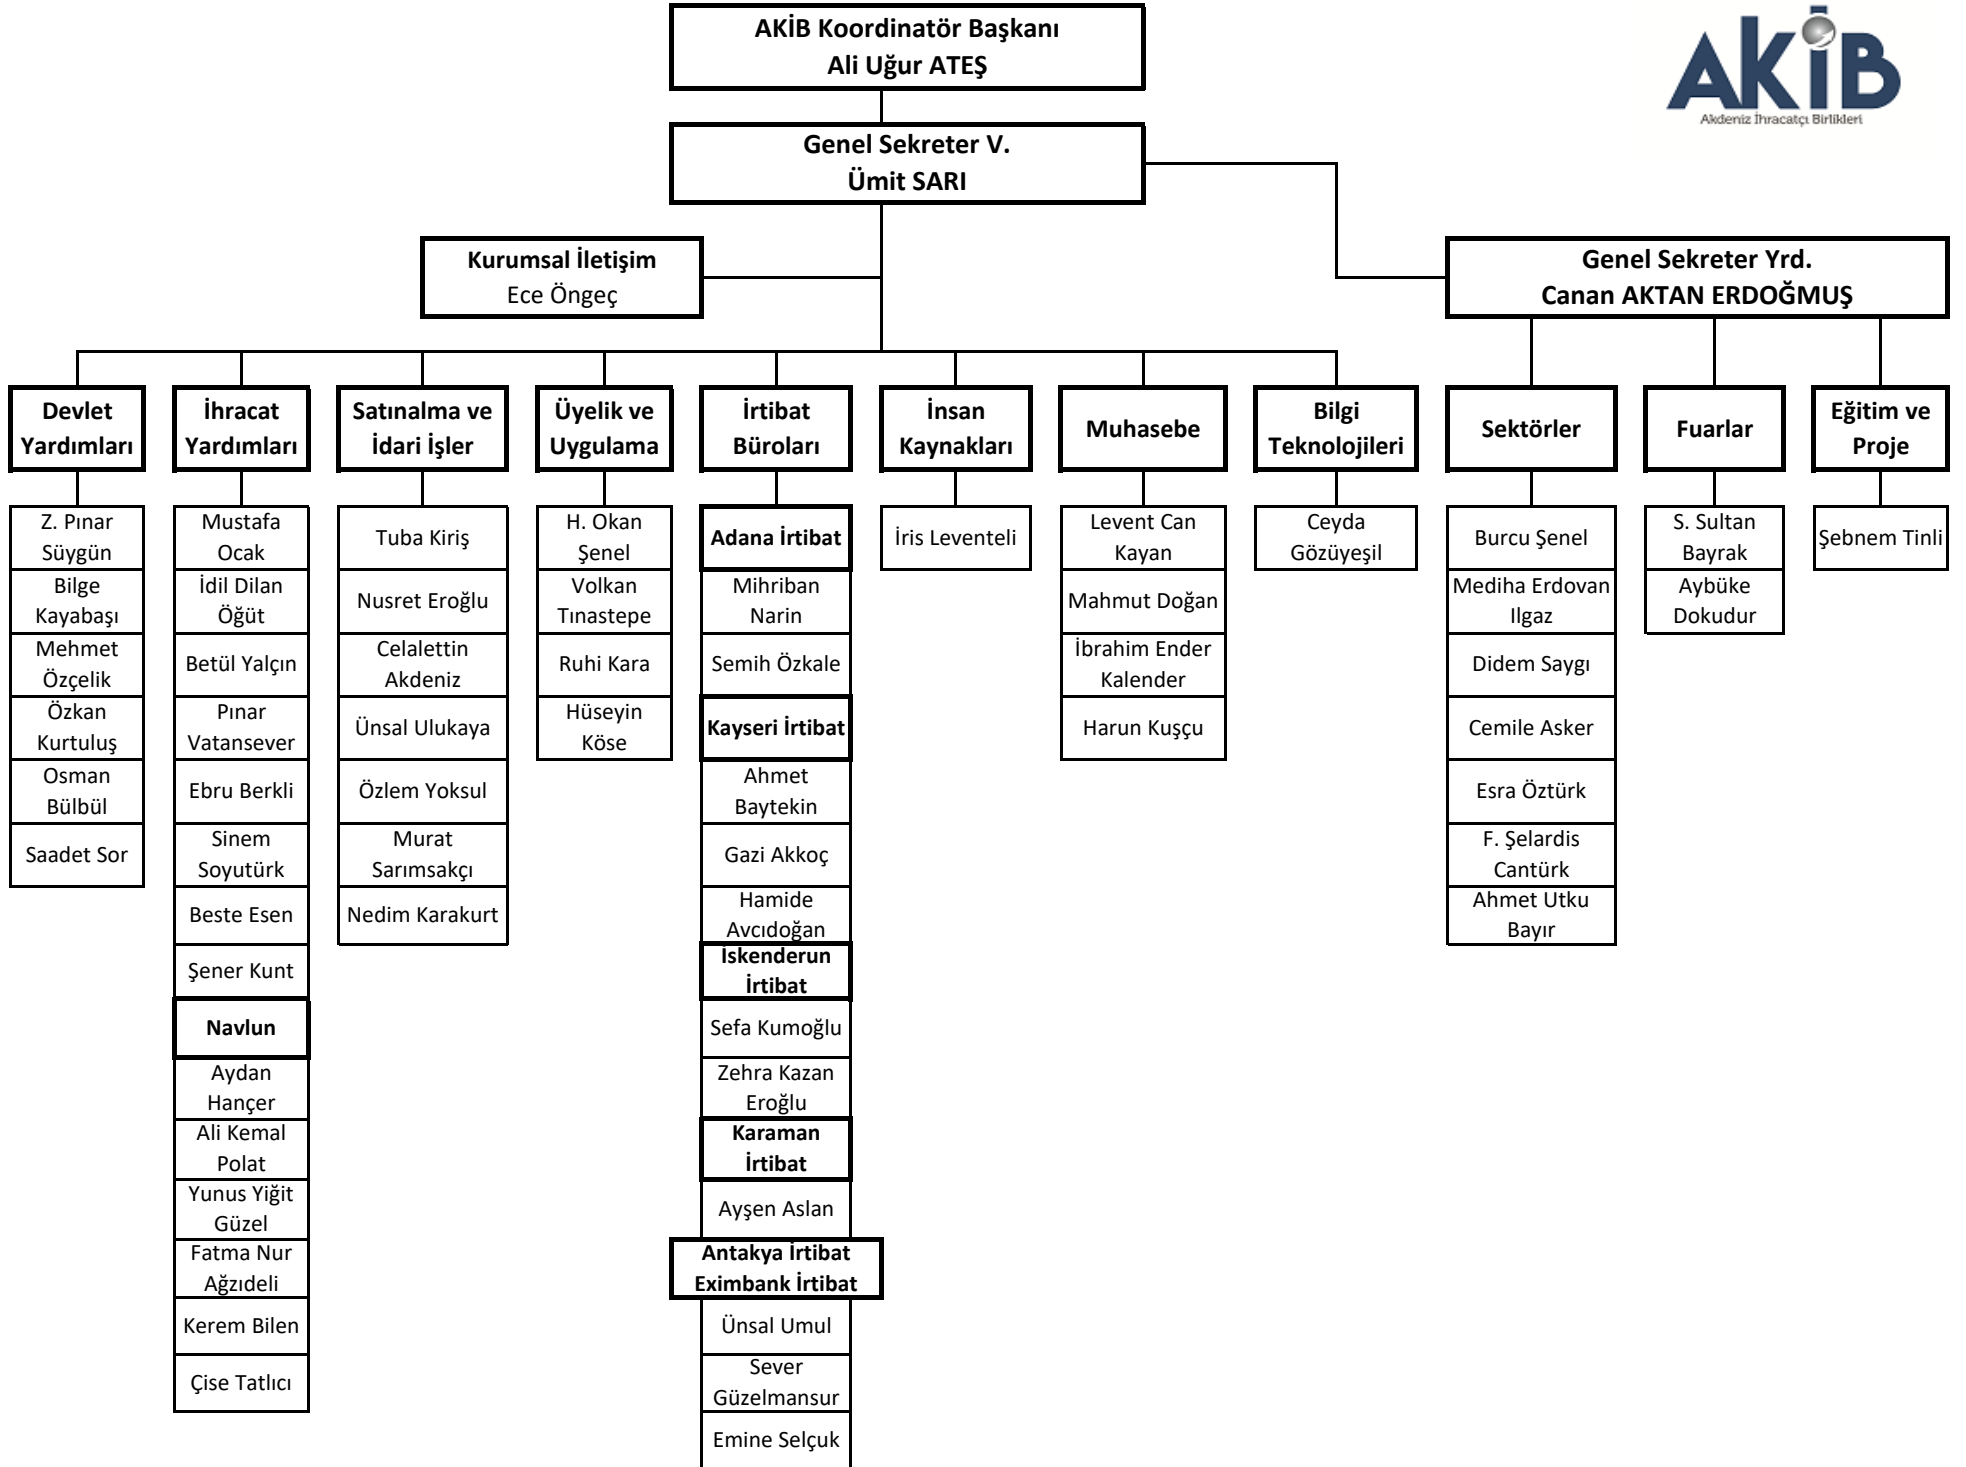 AKİB Koordinatör Başkanı
Ali Uğur ATEŞ
AKİB
Akdeniz İhracatçı Birlikleri
Genel Sekreter V.
Ümit SARI
Kurumsal İletişim
Ece Öngeç
Genel Sekreter Yrd.
Canan AKTAN ERDOĞMUŞ
Devlet
Yardımları
Z. Pınar
Süygün
Bilge
Kayabaşı
Mehmet
Özçelik
Özkan
Kurtuluş
Osman
Bülbül
Saadet Sor
İhracat
Yardımları
Mustafa
Ocak
İdil Dilan
Öğüt
Betül Yalçın
Pınar
Vatansever
Ebru Berkli
Sinem
Soyutürk
Beste Esen
Şener Kunt
Navlun
Aydan
Hançer
Ali Kemal
Polat
Yunus Yiğit
Güzel
Fatma Nur
Ağzıdeli
Kerem Bilen
Çise Tatlıcı
Satınalma ve
İdari İşler
Tuba Kiriş
Nusret Eroğlu
Celalettin
Akdeniz
Ünsal Ulukaya
Özlem Yoksul
Murat
Sarımsakçı
Nedim Karakurt
Üyelik ve
Uygulama
H. Okan
Şenel
Volkan
Tınastepe
Ruhi Kara
Hüseyin
Köse
İrtibat
Büroları
Adana İrtibat
Mihriban
Narin
Semih Özkale
Kayseri İrtibat
Ahmet
Baytekin
Gazi Akkoç
Hamide
Avcıdoğan
İskenderun
İrtibat
Sefa Kumoğlu
Zehra Kazan
Eroğlu
Karaman
İrtibat
Ayşen Aslan
Antakya İrtibat
Eximbank İrtibat
Ünsal Umul
Sever
Güzelmansur
Emine Selçuk
İnsan
Kaynakları
İris Leventeli
Muhasebe
Levent Can
Kayan
Mahmut Doğan
İbrahim Ender
Kalender
Harun Kuşçu
Bilgi
Teknolojileri
Ceyda
Gözüyeşil
Sektörler
Burcu Şenel
Mediha Erdovan
Ilgaz
Didem Saygı
Cemile Asker
Esra Öztürk
F. Şelardis
Cantürk
Ahmet Utku
Bayır
Fuarlar
S. Sultan
Bayrak
Aybüke
Dokudur
Eğitim ve
Proje
Şebnem Tinli